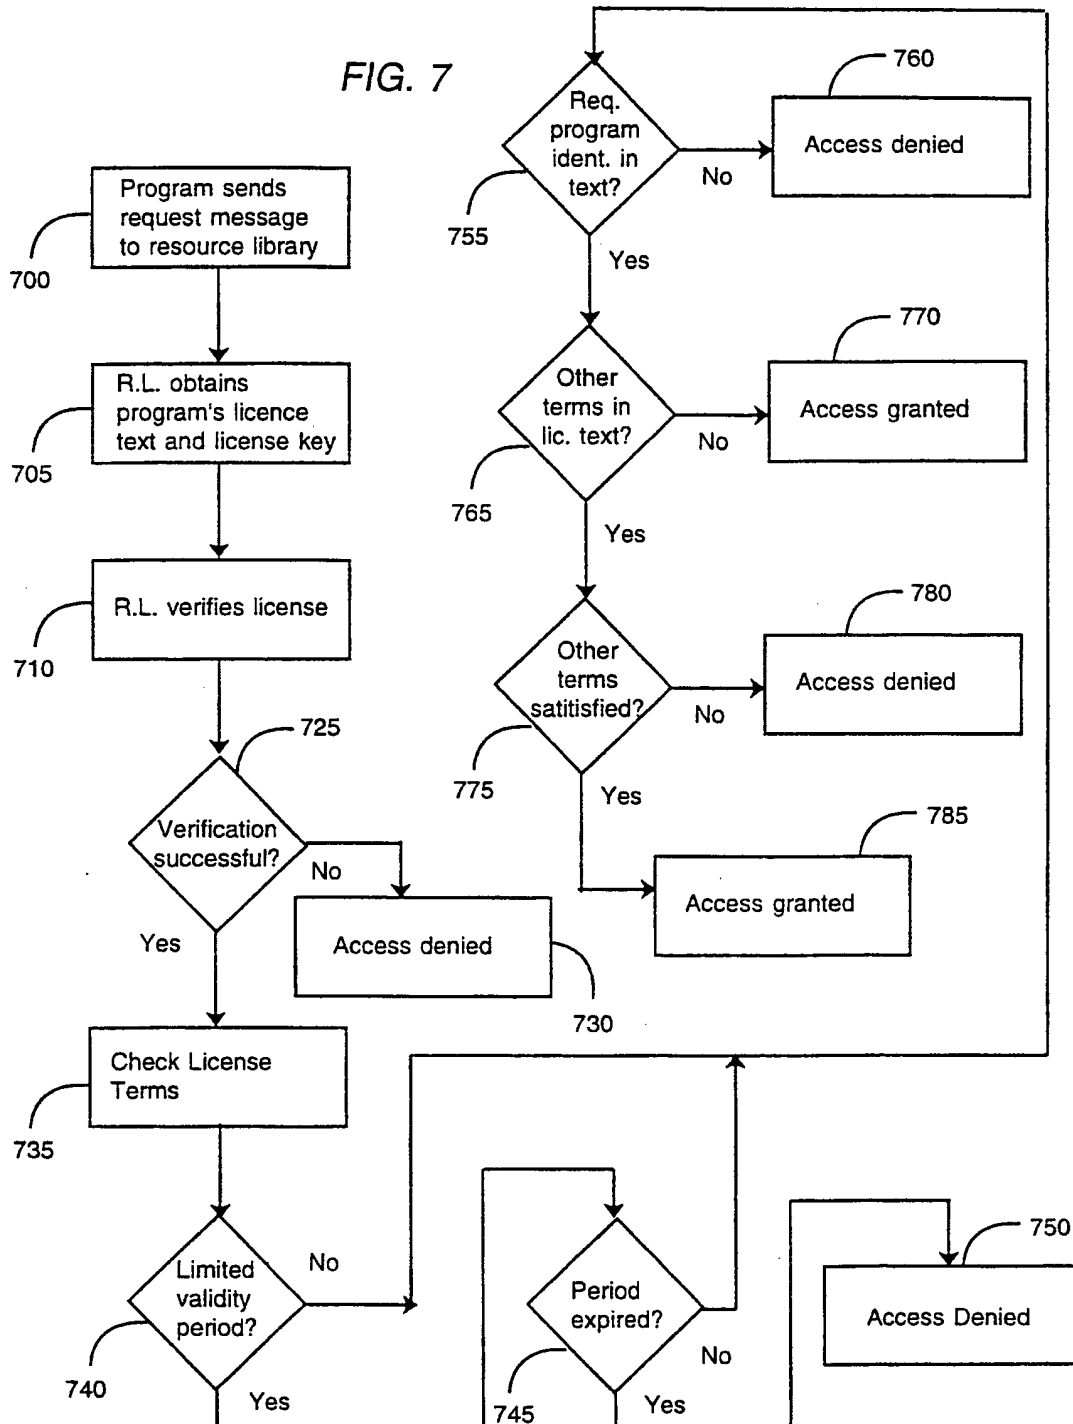 FIG. 7
Program sends
request message
to resource library
700
R.L. obtains
program's licence
text and license key
705
R.L. verifies license
710
725
Verification
successful?
No
Yes
Access denied
730
Check License
Terms
735
Limited
validity
period?
No
740
Yes
Period
expired?
No
745
Yes
750
Access Denied
Req.
program
ident. in
text?
755
No
Yes
760
Access denied
Other
terms in
lic. text?
765
No
Yes
770
Access granted
Other
terms
satitisfied?
775
No
Yes
780
Access denied
785
Access granted